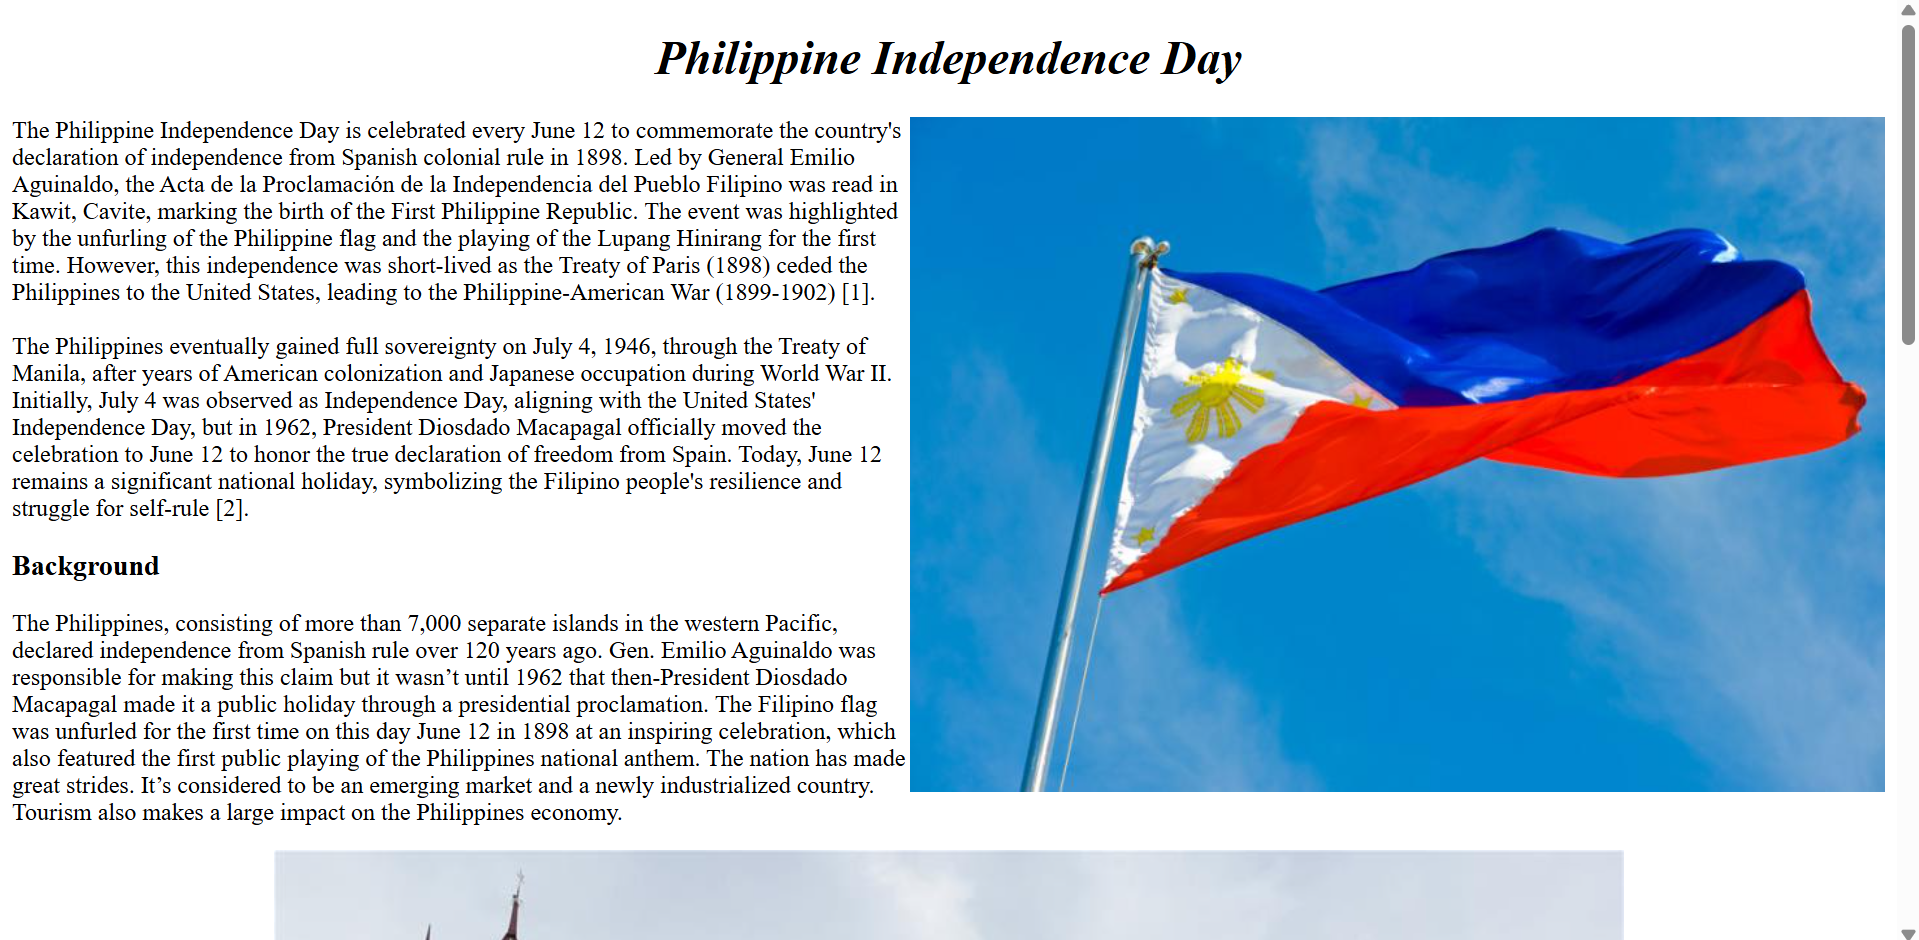 Philippine Independence Day
The Philippine Independence Day is celebrated every June 12 to commemorate the country's
declaration of independence from Spanish colonial rule in 1898. Led by General Emilio
Aguinaldo, the Acta de la Proclamación de la Independencia del Pueblo Filipino was read in
Kawit, Cavite, marking the birth of the First Philippine Republic. The event was highlighted
by the unfurling of the Philippine flag and the playing of the Lupang Hinirang for the first
time. However, this independence was short-lived as the Treaty of Paris (1898) ceded the
Philippines to the United States, leading to the Philippine-American War (1899-1902) [1].
The Philippines eventually gained full sovereignty on July 4, 1946, through the Treaty of
Manila, after years of American colonization and Japanese occupation during World War II.
Initially, July 4 was observed as Independence Day, aligning with the United States'
Independence Day, but in 1962, President Diosdado Macapagal officially moved the
celebration to June 12 to honor the true declaration of freedom from Spain. Today, June 12
remains a significant national holiday, symbolizing the Filipino people's resilience and
struggle for self-rule [2].
Background
The Philippines, consisting of more than 7,000 separate islands in the western Pacific,
declared independence from Spanish rule over 120 years ago. Gen. Emilio Aguinaldo was
responsible for making this claim but it wasn’t until 1962 that then-President Diosdado
Macapagal made it a public holiday through a presidential proclamation. The Filipino flag
was unfurled for the first time on this day June 12 in 1898 at an inspiring celebration, which
also featured the first public playing of the Philippines national anthem. The nation has made
great strides. It’s considered to be an emerging market and a newly industrialized country.
Tourism also makes a large impact on the Philippines economy.